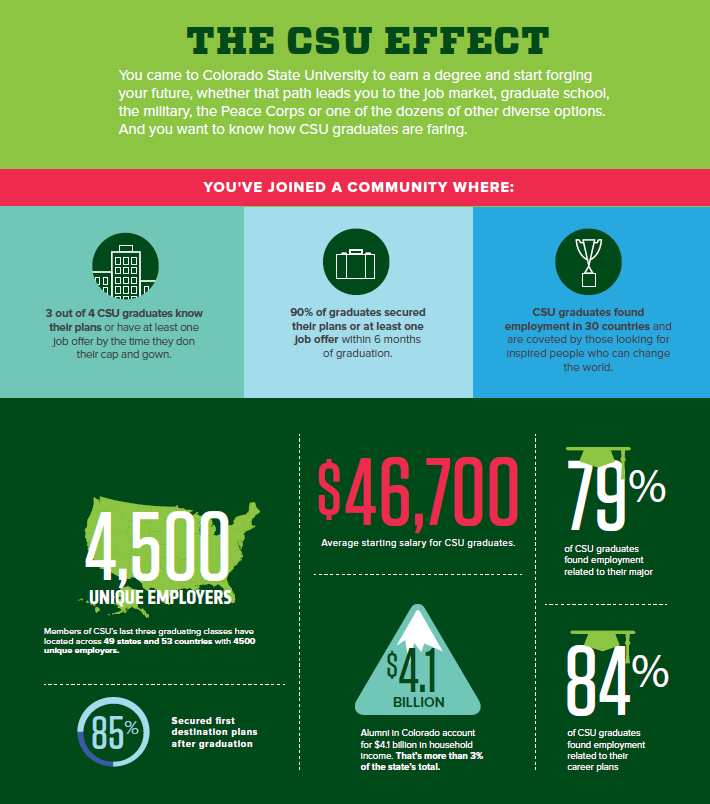 THE CSU EFFECT
You came to Colorado State University to earn a degree and start forging
your future, whether that path leads you to the job market, graduate school,
the military, the Peace Corps or one of the dozens of other diverse options.
And you want to know how CSU graduates are faring.
YOU'VE JOINED A COMMUNITY WHERE:
3 out of 4 CSU graduates know
their plans or have at least one
job offer by the time they don
their cap and gown.
90% of graduates secured
their plans or at least one
job offer within 6 months
of graduation.
CSU graduates found
employment in 30 countries and
are coveted by those looking for
inspired people who can change
the world.
4,500
UNIQUE EMPLOYERS
Members of CSU's last three graduating classes have
located across 49 states and 53 countries with 4500
unique employers.
85%
Secured first
destination plans
after graduation
$46,700
Average starting salary for CSU graduates.
$4.1
BILLION
Alumni in Colorado account
for $4.1 billion in household
income. That's more than 3%
of the state's total.
79%
of CSU graduates
found employment
related to their major
84%
of CSU graduates
found employment
related to their
career plans